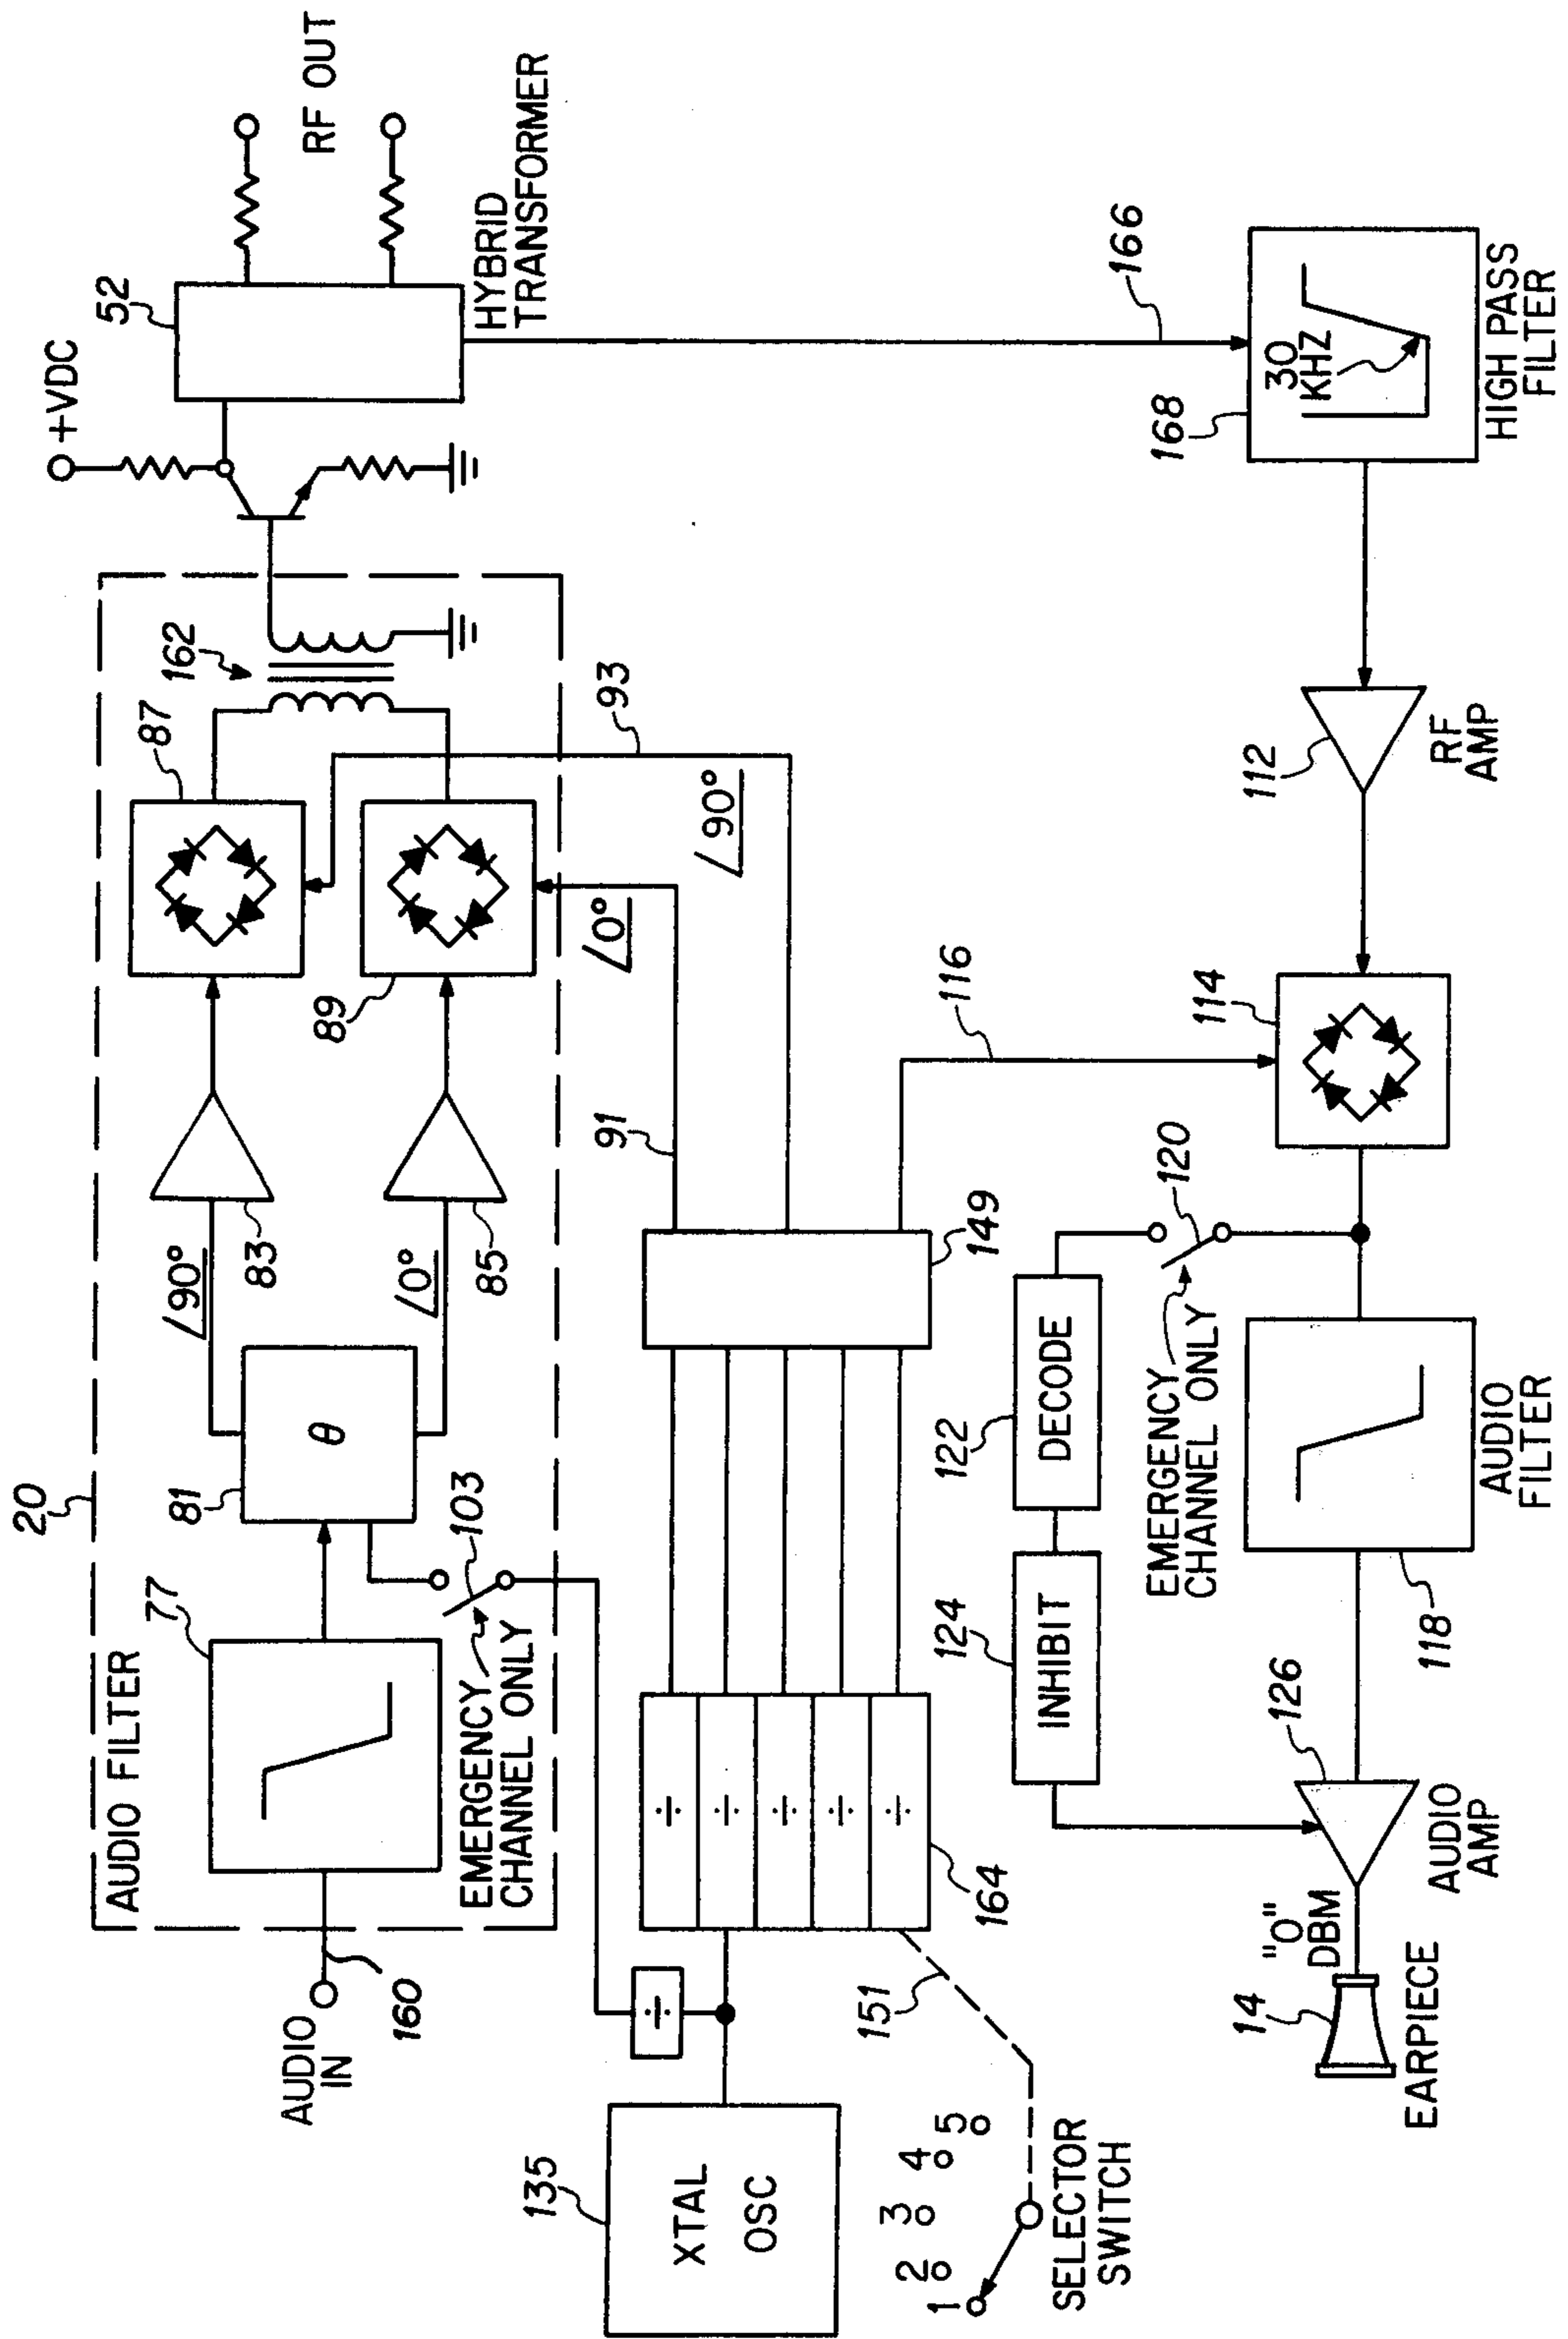 20
AUDIO FILTER
AUDIO
IN
160
77
81
θ
/90°
/0°
83
85
87
89
162
EMERGENCY
CHANNEL ONLY
103
+VDC
52
RF OUT
HYBRID
TRANSFORMER
135
XTAL
OSC
÷
÷
÷
÷
÷
÷
164
149
91
/0°
93
/90°
116
151
1
2
3
4
5
SELECTOR
SWITCH
166
168
30
KHZ
HIGH PASS
FILTER
112
RF
AMP
114
120
EMERGENCY
CHANNEL ONLY
122
DECODE
124
INHIBIT
118
AUDIO
FILTER
126
AUDIO
AMP
"0"
DBM
14
EARPIECE